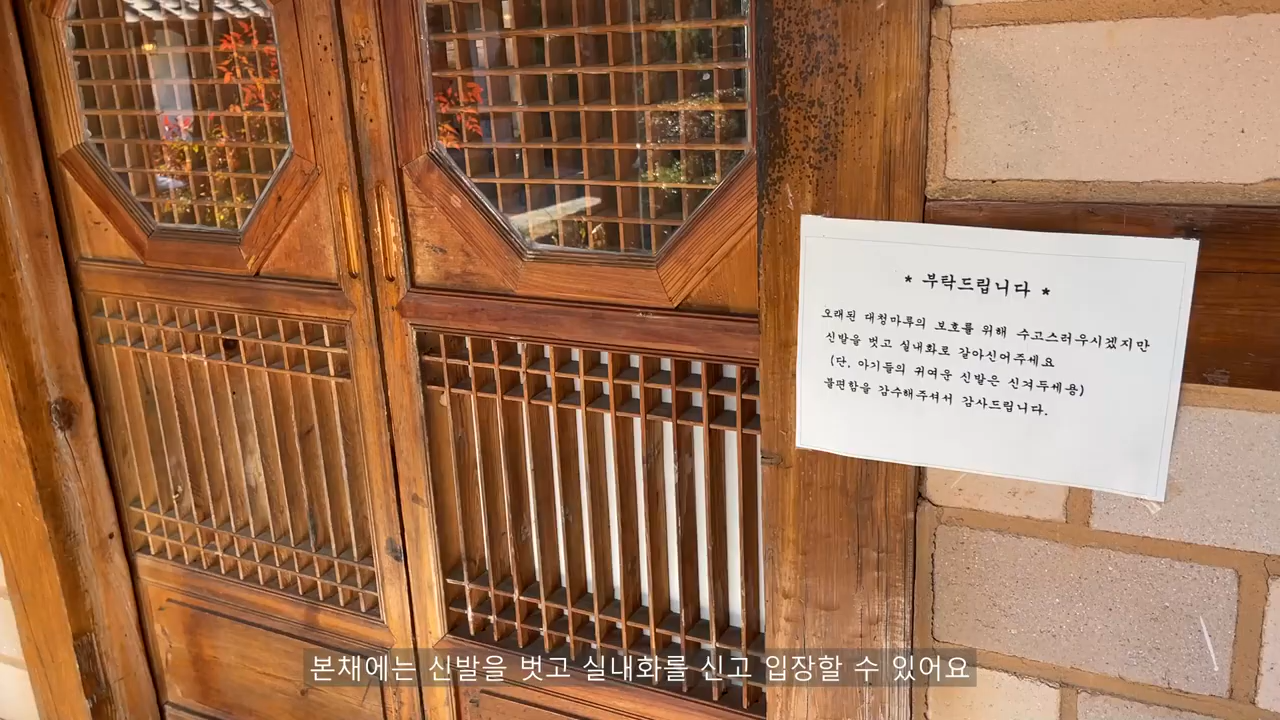 * 부탁드립니다 *
오래된 대청마루의 보호를 위해 수고스러우시겠지만
신발을 벗고 실내화로 갈아신어주세요
(단, 아기들의 귀여운 신발은 신겨두세용)
불편함을 감수해주셔서 감사드립니다.
본채에는 신발을 벗고 실내화를 신고 입장할 수 있어요